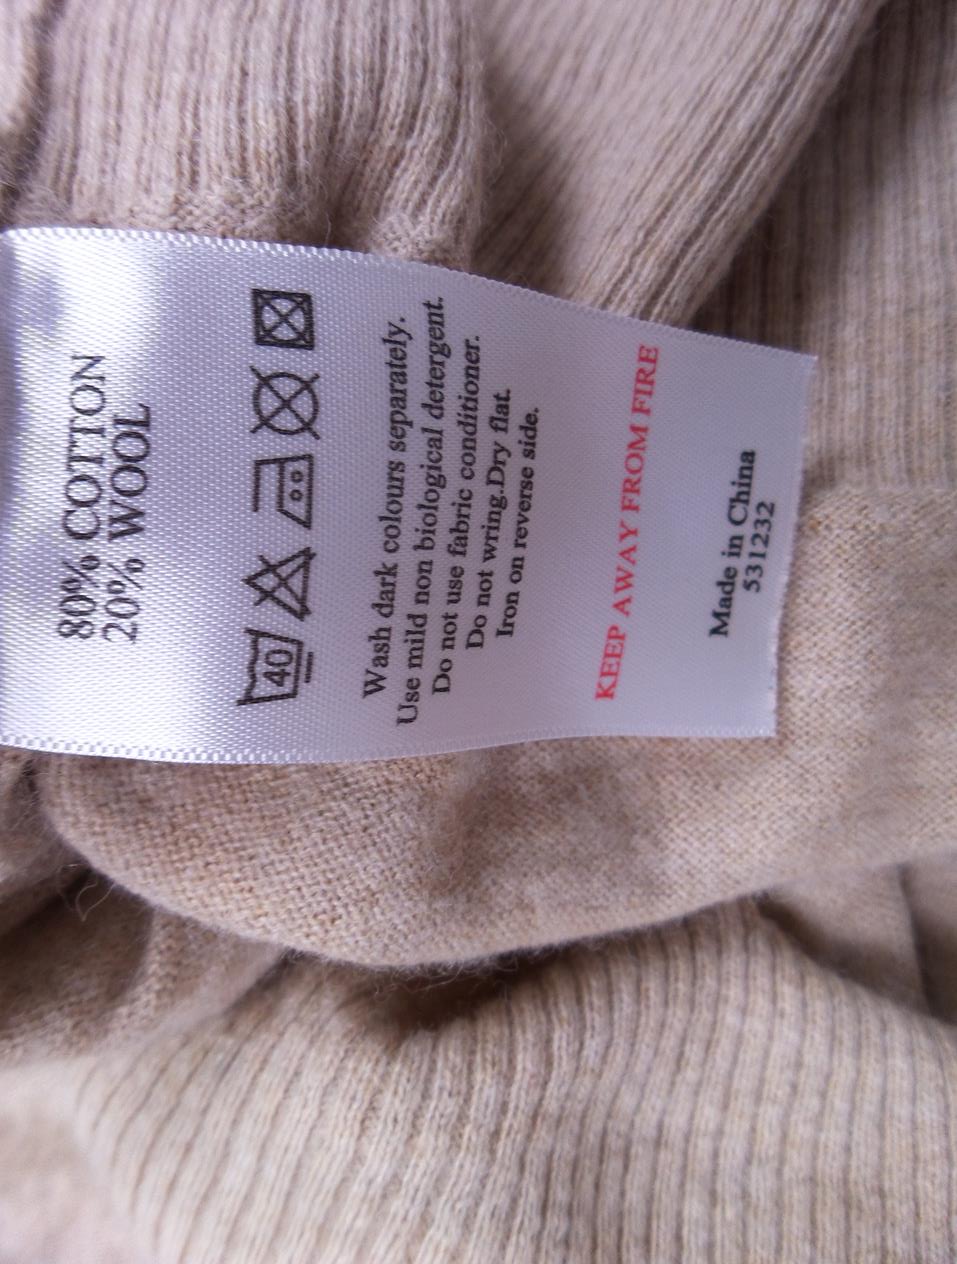 80% COTTON
20% WOOL
40
Wash dark colours separately.
Use mild non biological detergent.
Do not use fabric conditioner.
Do not wring.Dry flat.
Iron on reverse side.
KEEP AWAY FROM FIRE
Made in China
531232